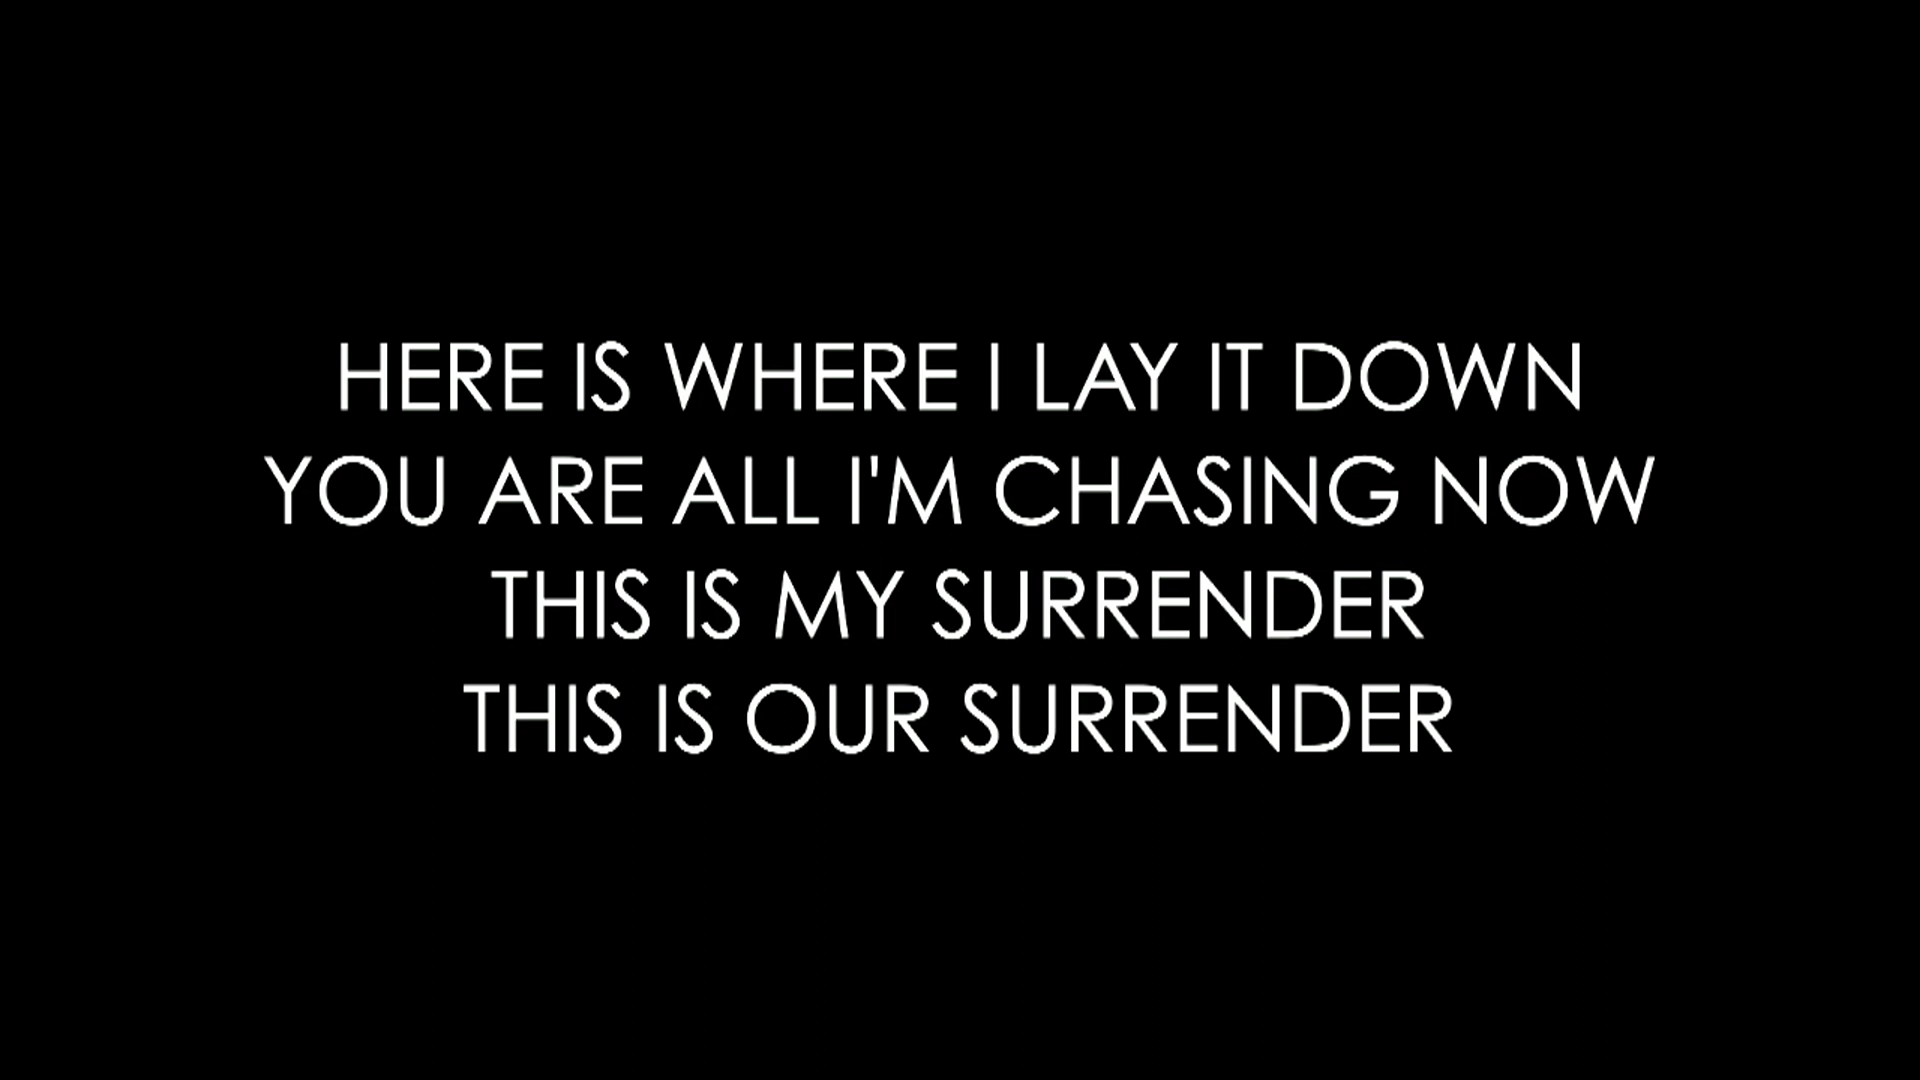 HERE IS WHERE I LAY IT DOWN
YOU ARE ALL I'M CHASING NOW
THIS IS MY SURRENDER
THIS IS OUR SURRENDER